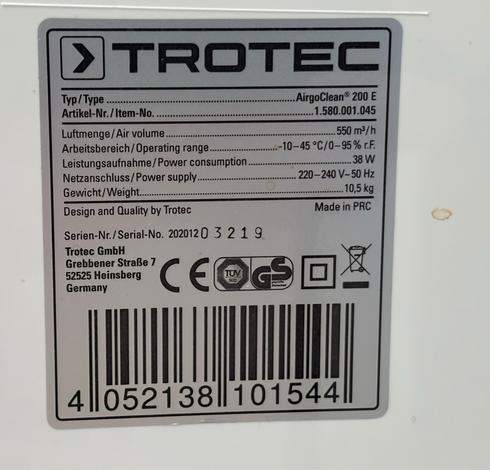 TROTEC
Typ/Type ........ AirgoClean® 200 E
Artikel-Nr./Item-No. ........ 1.580.001.045
Luftmenge/Air volume ........ 550 m³/h
Arbeitsbereich/Operating range ........ -10–45 °C/0–95% r.F.
Leistungsaufnahme/Power consumption ........ 38 W
Netzanschluss/Power supply ........ 220–240 V~50 Hz
Gewicht/Weight ........ 10,5 kg
Design and Quality by Trotec Made in PRC
Serien-Nr./Serial-No. 20201203219
Trotec GmbH
Grebbener Straße 7
52525 Heinsberg
Germany
CE TÜV SÜD GS
4 052138 101544